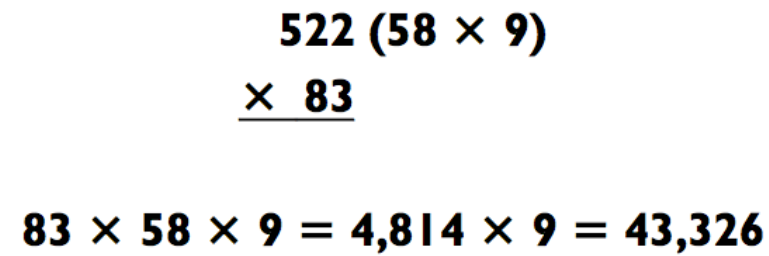 522 (58 × 9)
× 83
83 × 58 × 9 = 4,814 × 9 = 43,326